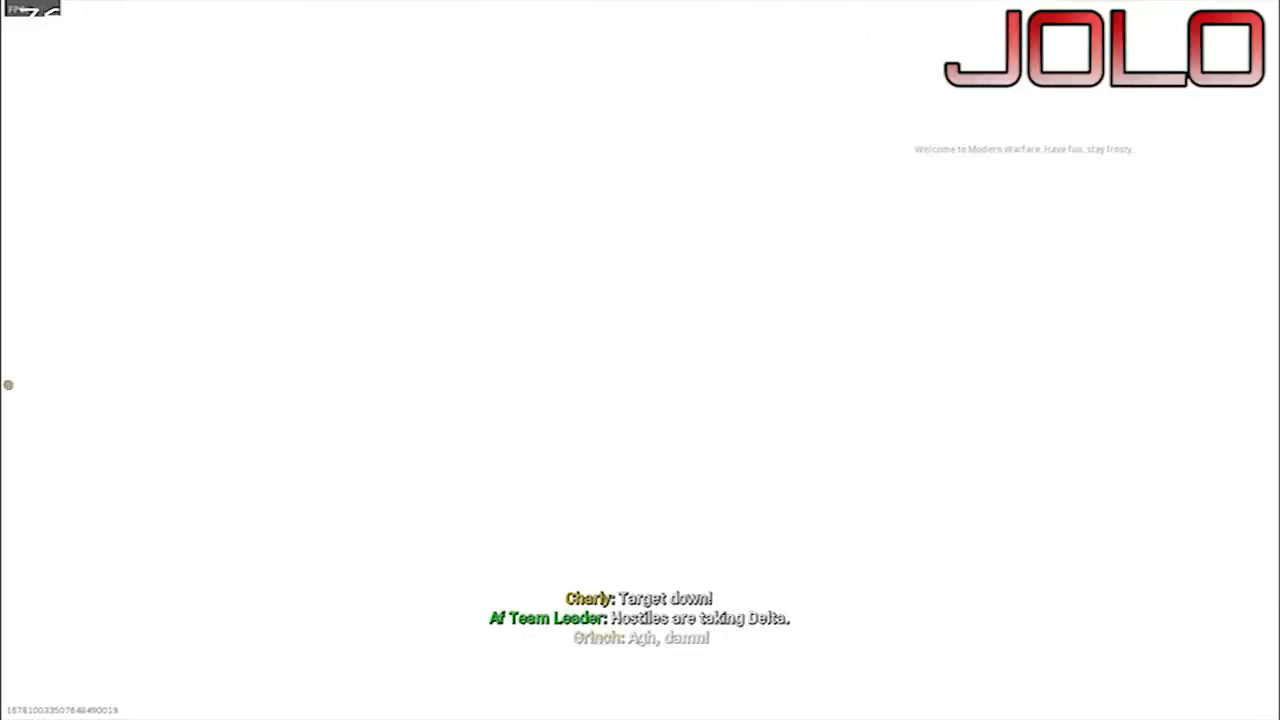 JOLO
Welcome to Modern Warfare. Have fun, stay frosty.
Charly: Target down!
Af Team Leader: Hostiles are taking Delta.
Grinch: Agh, damn!